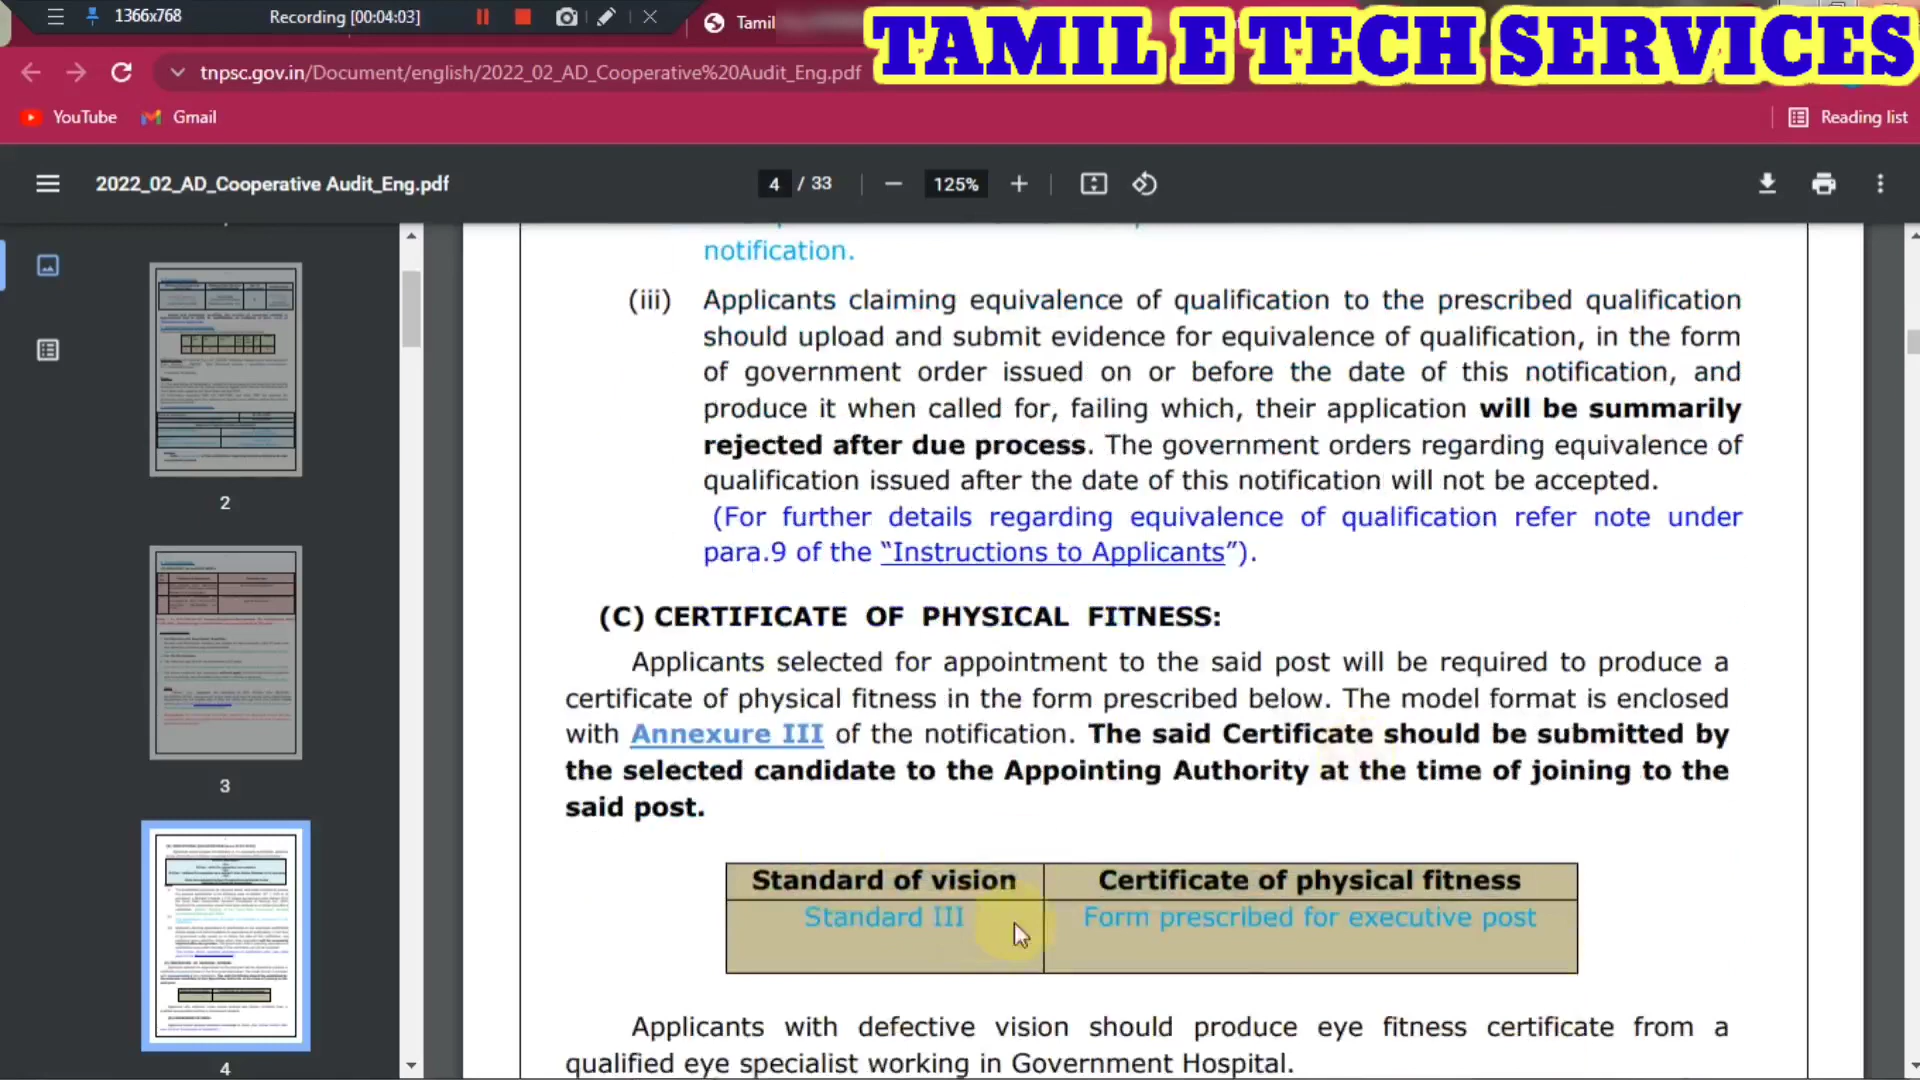 1366x768
Recording [00:04:03]
Tamil
TAMIL E TECH SERVICES
tnpsc.gov.in/Document/english/2022_02_AD_Cooperative%20Audit_Eng.pdf
YouTube
Gmail
Reading list
2022_02_AD_Cooperative Audit_Eng.pdf
4 / 33
125%
2
3
4
notification.
(iii) Applicants claiming equivalence of qualification to the prescribed qualification
should upload and submit evidence for equivalence of qualification, in the form
of government order issued on or before the date of this notification, and
produce it when called for, failing which, their application will be summarily
rejected after due process. The government orders regarding equivalence of
qualification issued after the date of this notification will not be accepted.
(For further details regarding equivalence of qualification refer note under
para.9 of the “Instructions to Applicants”).
(C) CERTIFICATE OF PHYSICAL FITNESS:
Applicants selected for appointment to the said post will be required to produce a
certificate of physical fitness in the form prescribed below. The model format is enclosed
with Annexure III of the notification. The said Certificate should be submitted by
the selected candidate to the Appointing Authority at the time of joining to the
said post.
Standard of vision Certificate of physical fitness
Standard III Form prescribed for executive post
Applicants with defective vision should produce eye fitness certificate from a
qualified eye specialist working in Government Hospital.